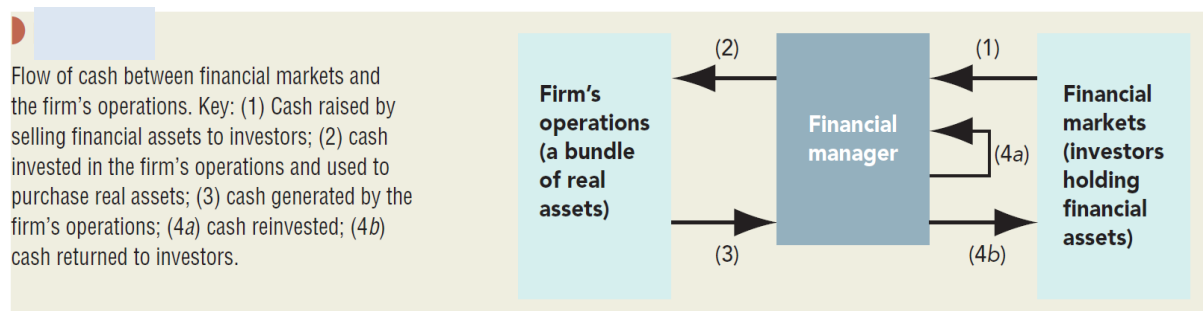 Flow of cash between financial markets and
the firm's operations. Key: (1) Cash raised by
selling financial assets to investors; (2) cash
invested in the firm's operations and used to
purchase real assets; (3) cash generated by the
firm's operations; (4a) cash reinvested; (4b)
cash returned to investors.
(2)
(1)
Firm's
operations
(a bundle
of real
assets)
Financial
manager
(4a)
Financial
markets
(investors
holding
financial
assets)
(3)
(4b)